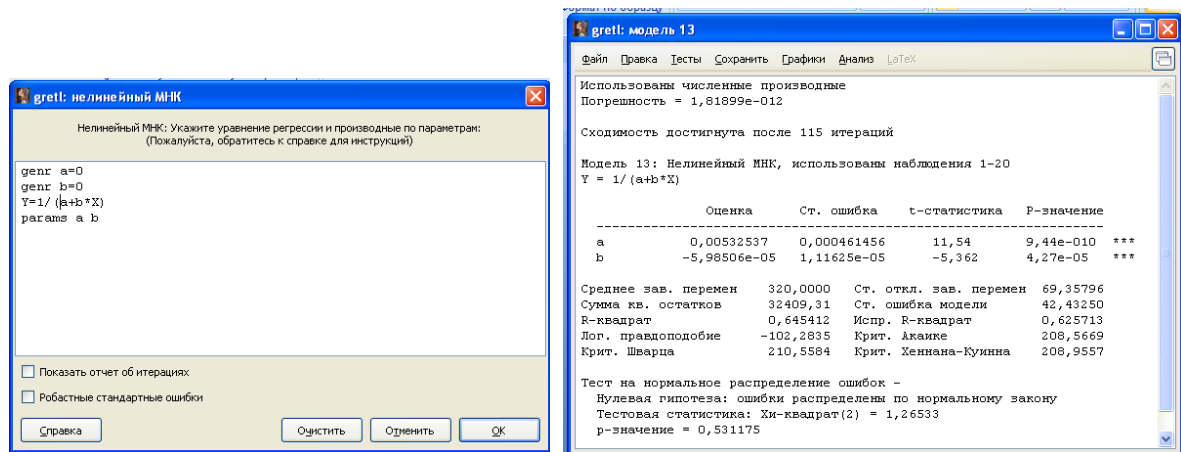 gretl: нелинейный МНК
Нелинейный МНК: Укажите уравнение регрессии и производные по параметрам:
(Пожалуйста, обратитесь к справке для инструкций)
genr a=0
genr b=0
Y=1/(a+b*X)
params a b
Показать отчет об итерациях
Робастные стандартные ошибки
Справка Очистить Отменить OK
gretl: модель 13
Файл Правка Тесты Сохранить Графики Анализ LaTeX
Использованы численные производные
Погрешность = 1,81899e-012
Сходимость достигнута после 115 итераций
Модель 13: Нелинейный МНК, использованы наблюдения 1-20
Y = 1/(a+b*X)
Оценка Ст. ошибка t-статистика P-значение
a 0,00532537 0,000461456 11,54 9,44e-010 ***
b -5,98506e-05 1,11625e-05 -5,362 4,27e-05 ***
Среднее зав. перемен 320,0000 Ст. откл. зав. перемен 69,35796
Сумма кв. остатков 32409,31 Ст. ошибка модели 42,43250
R-квадрат 0,645412 Испр. R-квадрат 0,625713
Лог. правдоподобие -102,2835 Крит. Акаике 208,5669
Крит. Шварца 210,5584 Крит. Хеннана-Куинна 208,9557
Тест на нормальное распределение ошибок -
Нулевая гипотеза: ошибки распределены по нормальному закону
Тестовая статистика: Хи-квадрат(2) = 1,26533
р-значение = 0,531175